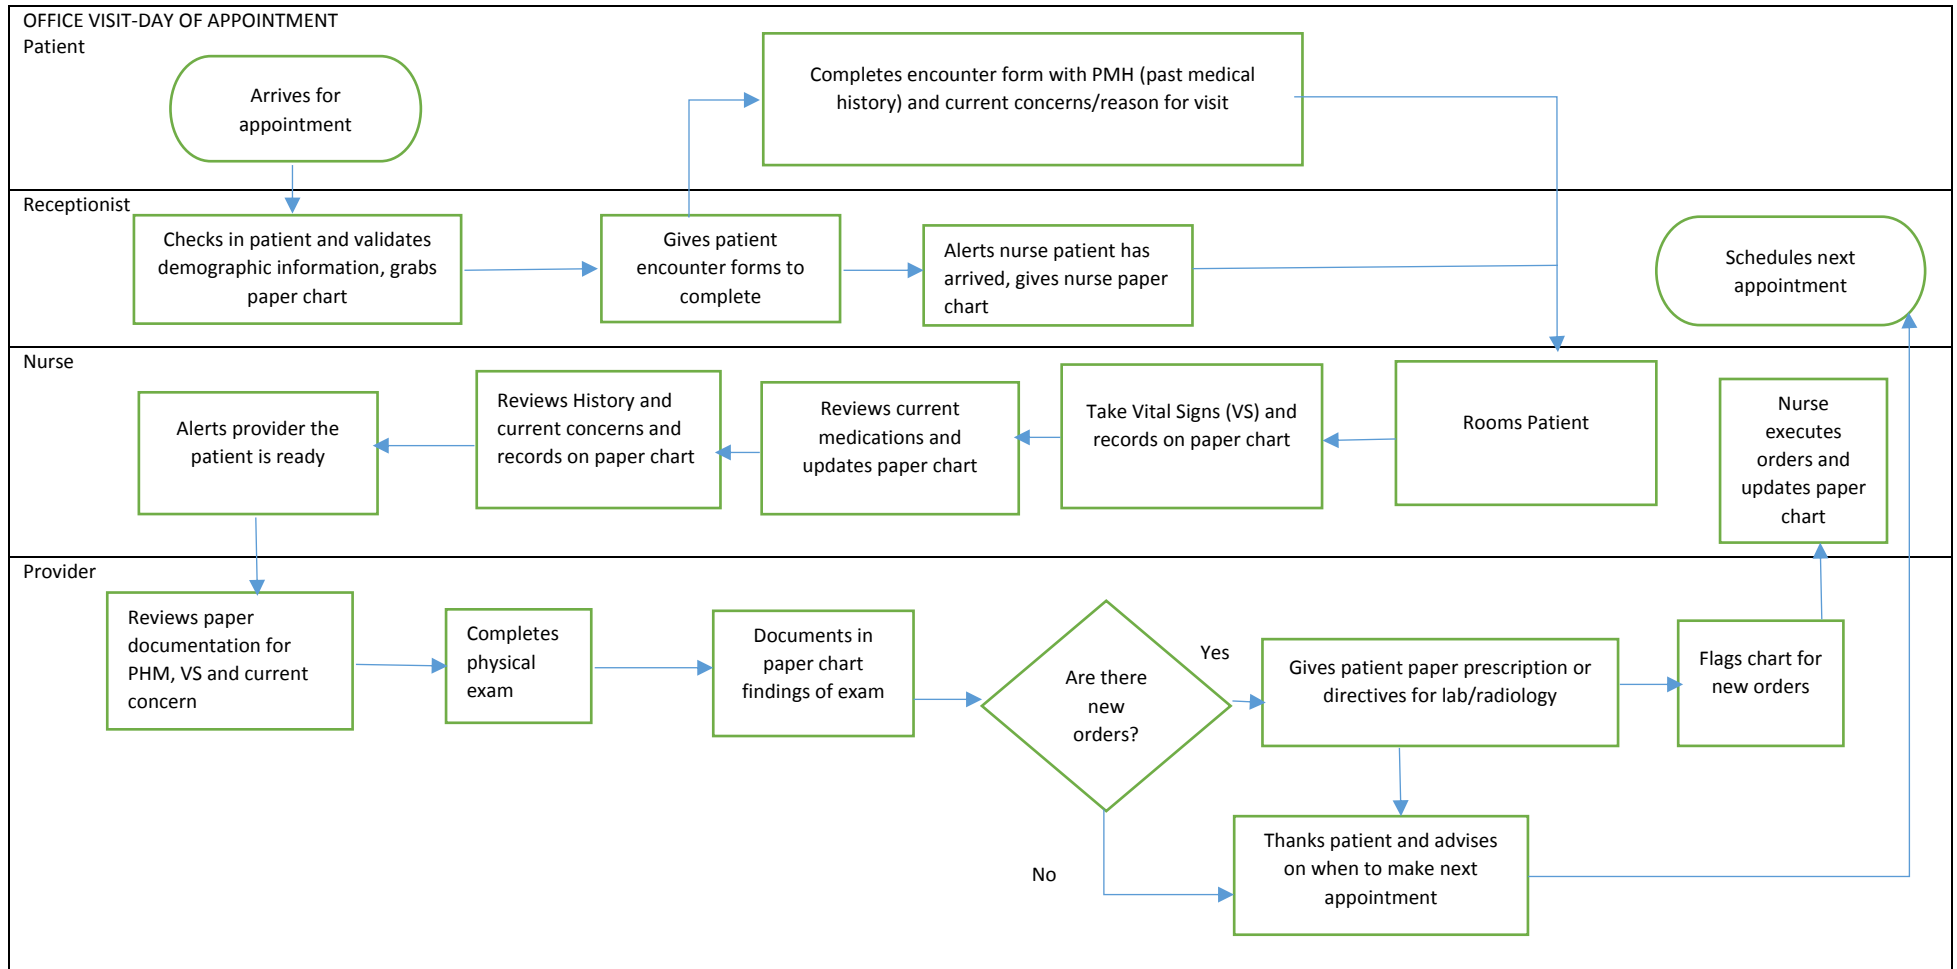 OFFICE VISIT-DAY OF APPOINTMENT
Patient
Arrives for
appointment
Completes encounter form with PMH (past medical
history) and current concerns/reason for visit
Receptionist
Checks in patient and validates
demographic information, grabs
paper chart
Gives patient
encounter forms to
complete
Alerts nurse patient has
arrived, gives nurse paper
chart
Schedules next
appointment
Nurse
Alerts provider the
patient is ready
Reviews History and
current concerns and
records on paper chart
Reviews current
medications and
updates paper chart
Take Vital Signs (VS) and
records on paper chart
Rooms Patient
Nurse
executes
orders and
updates paper
chart
Provider
Reviews paper
documentation for
PHM, VS and current
concern
Completes
physical
exam
Documents in
paper chart
findings of exam
Are there
new
orders?
Yes
Gives patient paper prescription or
directives for lab/radiology
Flags chart for
new orders
No
Thanks patient and advises
on when to make next
appointment